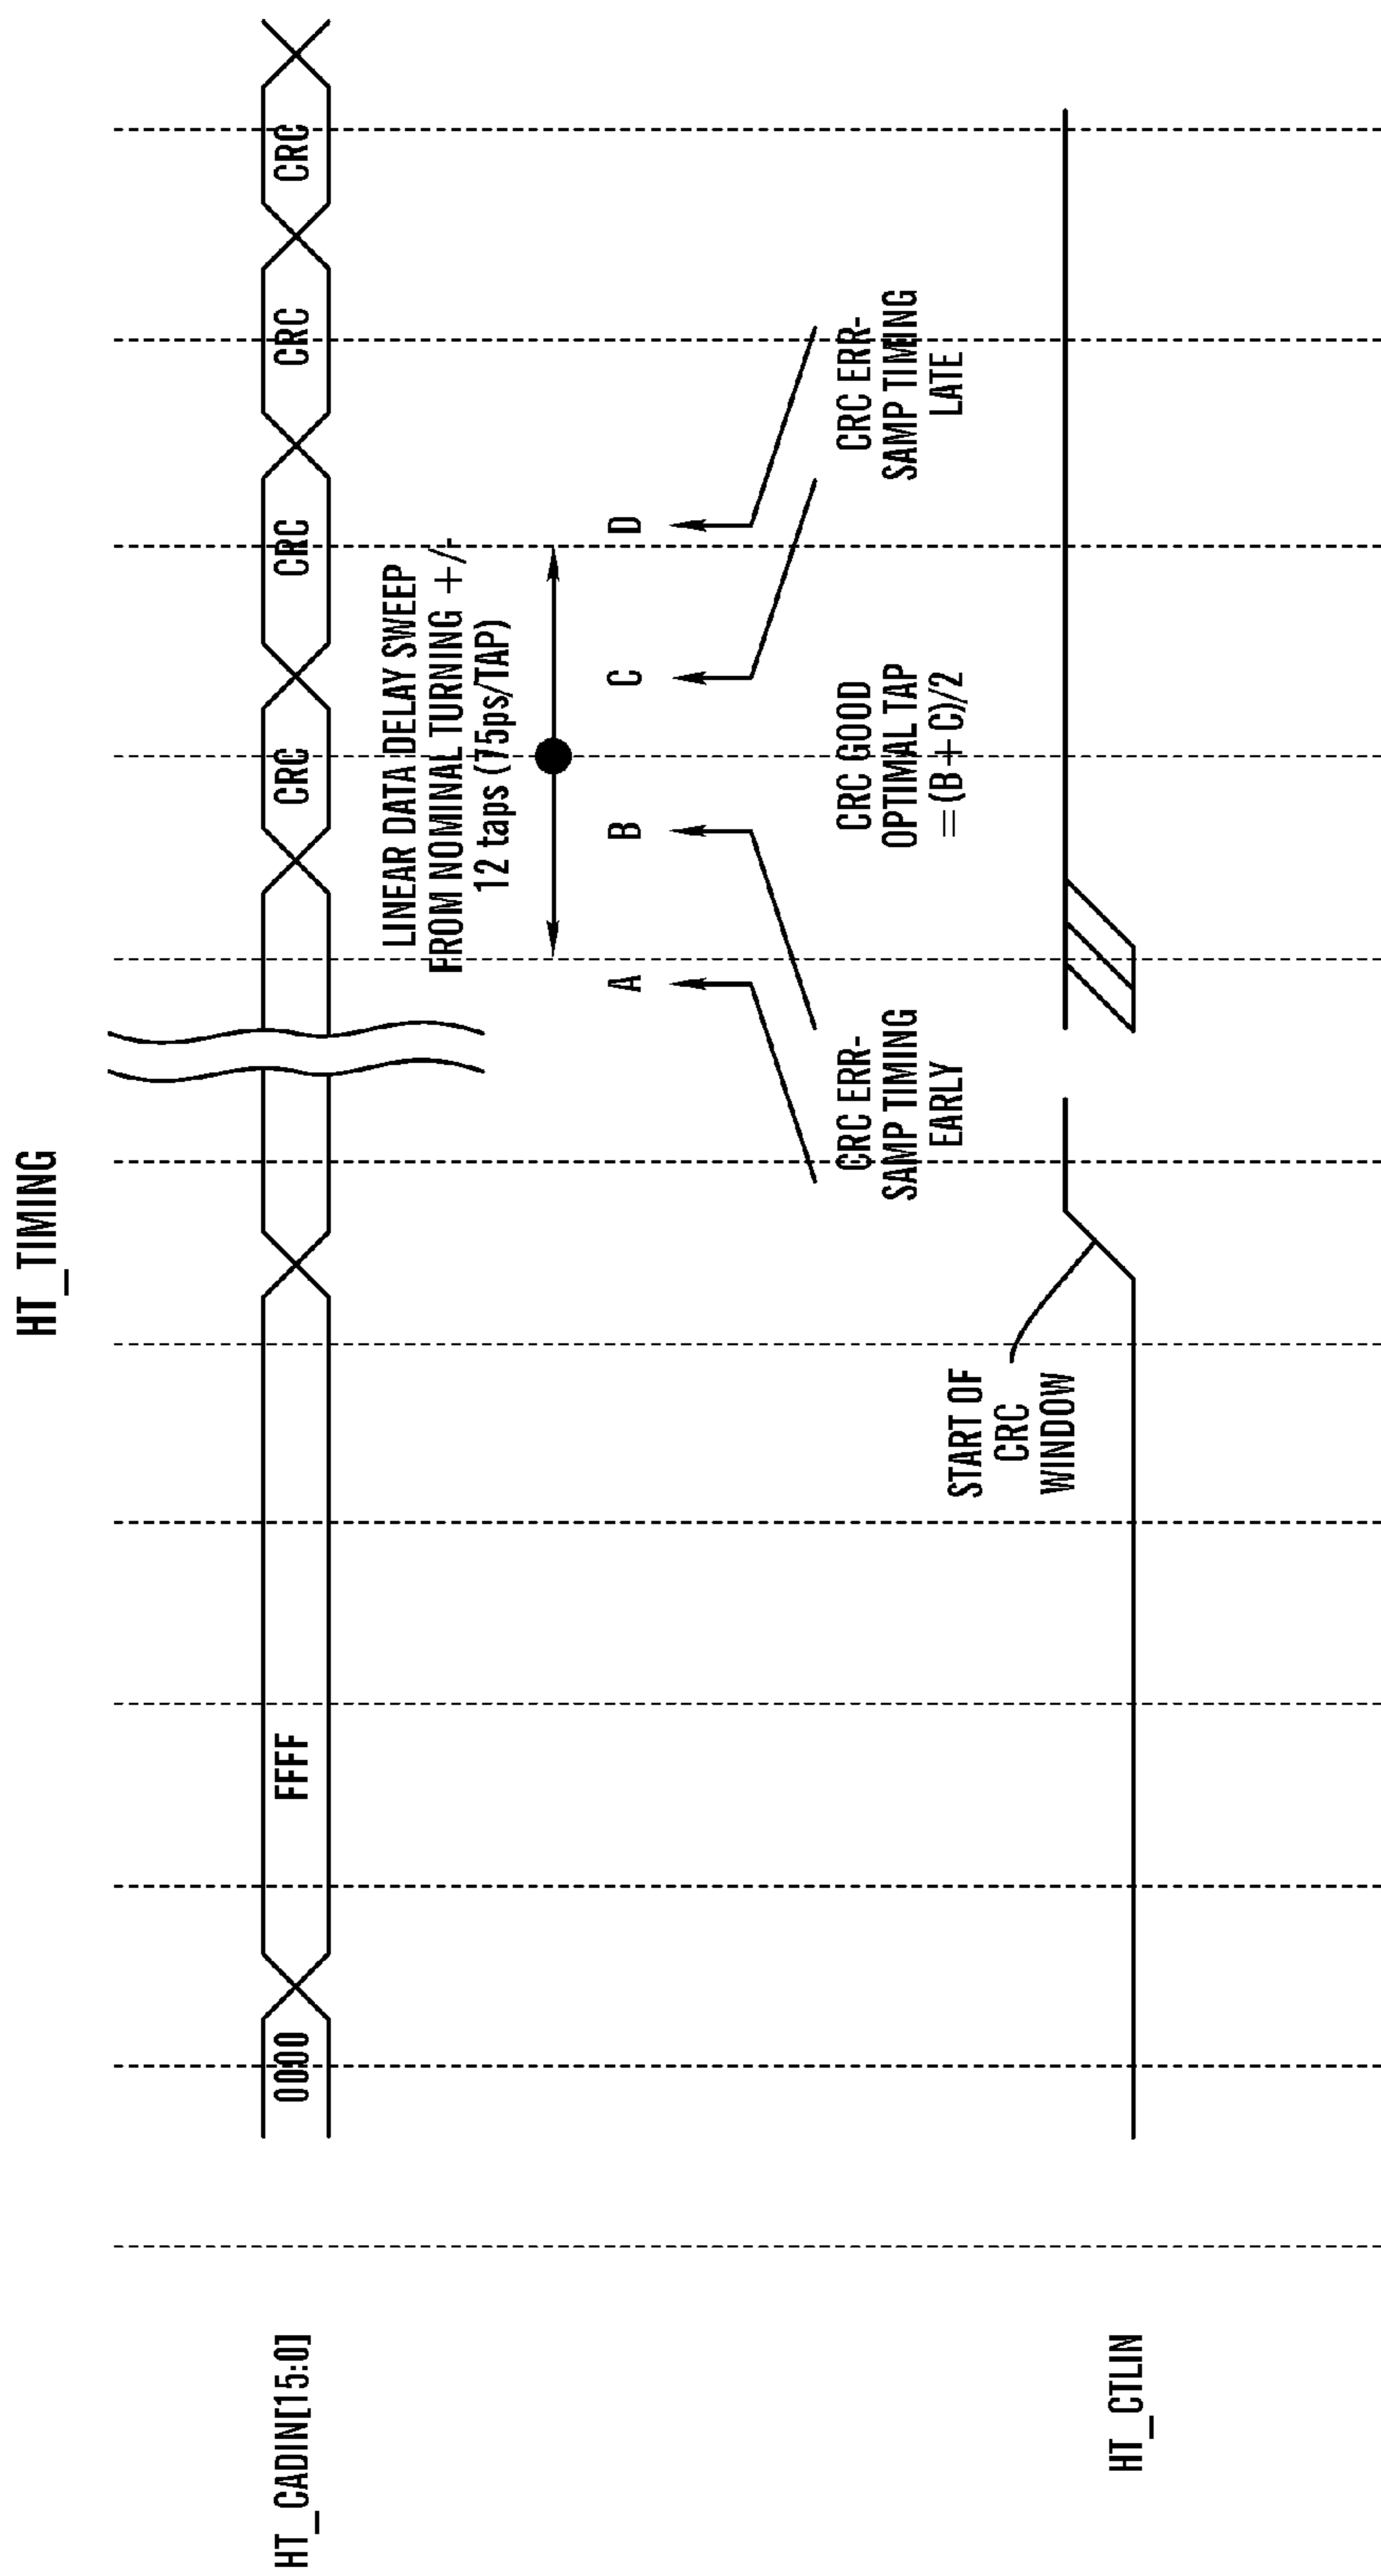 HT_TIMING
HT_CADIN[15:0]
0000
FFFF
CRC
CRC
CRC
CRC
LINEAR DATA DELAY SWEEP
FROM NOMINAL TURNING +/-
12 taps (75ps/TAP)
A
B
C
D
CRC ERR-
SAMP TIMING
EARLY
CRC GOOD
OPTIMAL TAP
=(B+C)/2
CRC ERR-
SAMP TIMING
LATE
START OF
CRC
WINDOW
HT_CTLIN